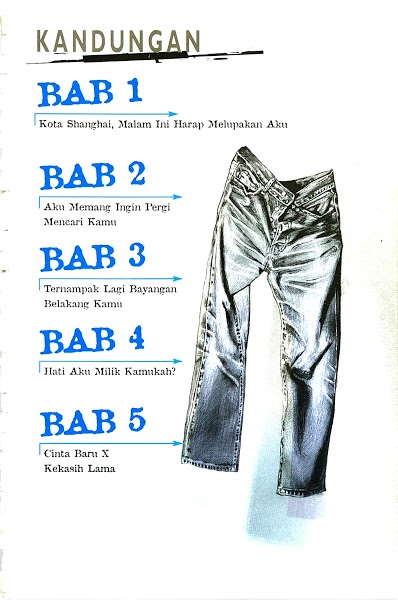 KANDUNGAN
BAB 1
Kota Shanghai, Malam Ini Harap Melupakan Aku
BAB 2
Aku Memang Ingin Pergi
Mencari Kamu
BAB 3
Ternampak Lagi Bayangan
Belakang Kamu
BAB 4
Hati Aku Milik Kamukah?
BAB 5
Cinta Baru X
Kekasih Lama